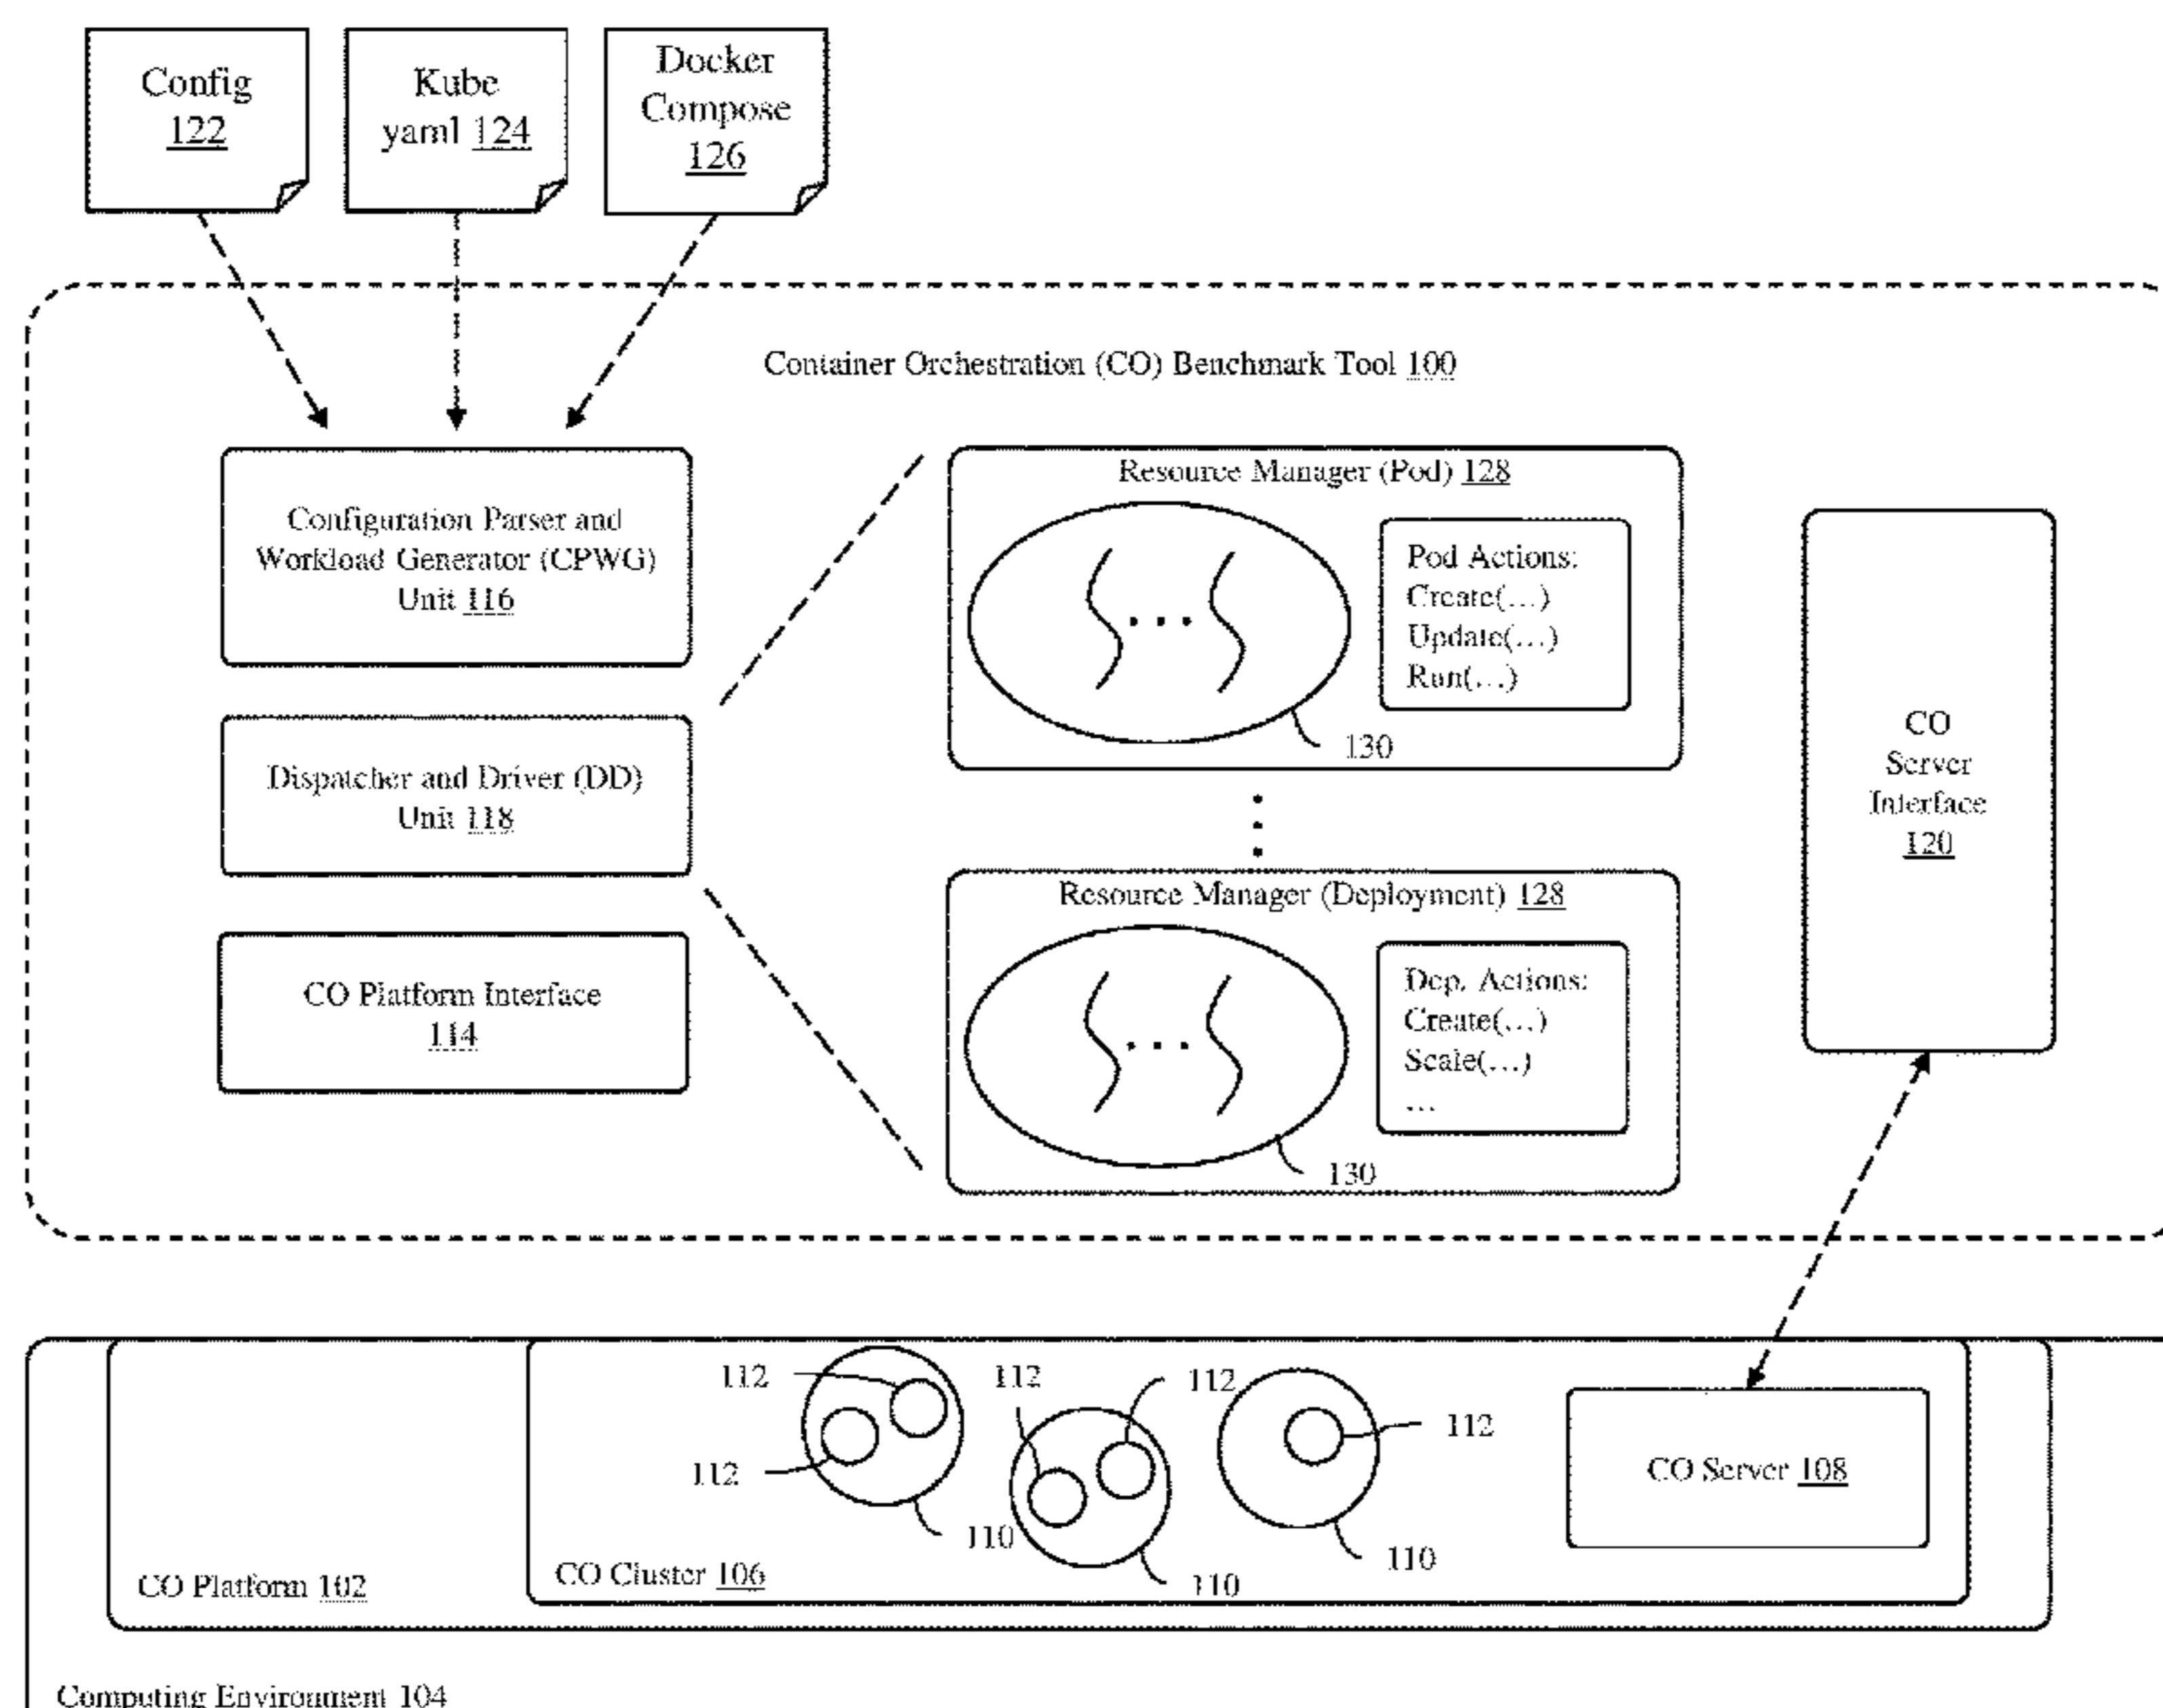 Config
122
Kube
yaml 124
Docker
Compose
126
Container Orchestration (CO) Benchmark Tool 100
Configuration Parser and
Workload Generator (CPWG)
Unit 116
Dispatcher and Driver (DD)
Unit 118
CO Platform Interface
114
Resource Manager (Pod) 128
Pod Actions:
Create(...)
Update(...)
Run(...)
130
Resource Manager (Deployment) 128
Dep. Actions:
Create(...)
Scale(...)
...
130
CO
Server
Interface
120
112
112
112
112
112
110
110
110
CO Server 108
CO Cluster 106
CO Platform 102
Computing Environment 104